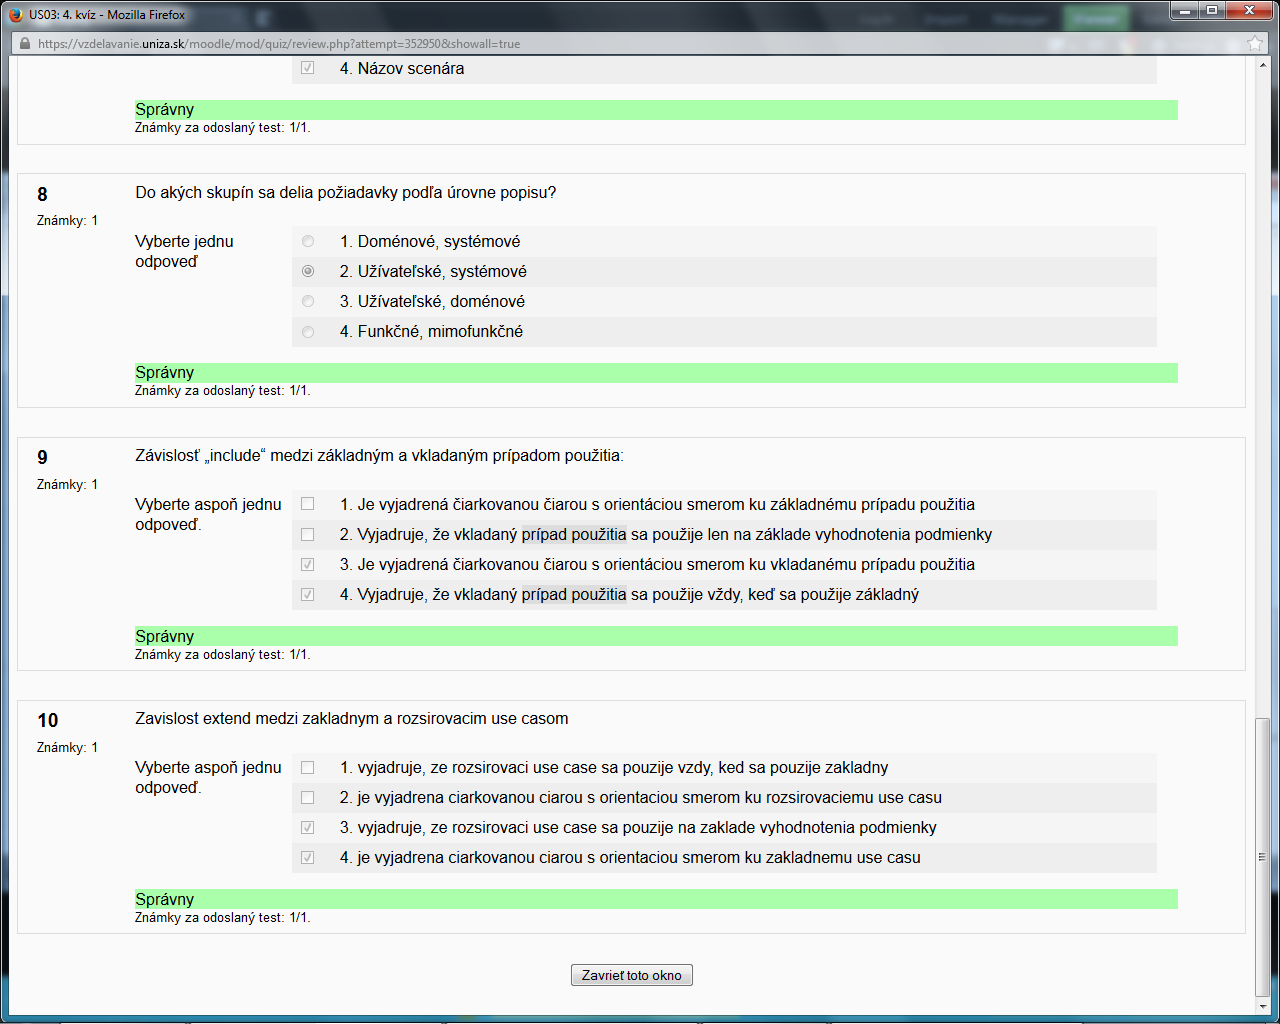 US03: 4. kvíz - Mozilla Firefox
https://vzdelavanie.uniza.sk/moodle/mod/quiz/review.php?attempt=352950&showall=true
4. Názov scenára
Správny
Známky za odoslaný test: 1/1.
8
Známky: 1
Do akých skupín sa delia požiadavky podľa úrovne popisu?
Vyberte jednu
odpoveď
1. Doménové, systémové
2. Užívateľské, systémové
3. Užívateľské, doménové
4. Funkčné, mimofunkčné
Správny
Známky za odoslaný test: 1/1.
9
Známky: 1
Závislosť „include“ medzi základným a vkladaným prípadom použitia:
Vyberte aspoň jednu
odpoveď.
1. Je vyjadrená čiarkovanou čiarou s orientáciou smerom ku základnému prípadu použitia
2. Vyjadruje, že vkladaný prípad použitia sa použije len na základe vyhodnotenia podmienky
3. Je vyjadrená čiarkovanou čiarou s orientáciou smerom ku vkladanému prípadu použitia
4. Vyjadruje, že vkladaný prípad použitia sa použije vždy, keď sa použije základný
Správny
Známky za odoslaný test: 1/1.
10
Známky: 1
Zavislost extend medzi zakladnym a rozsirovacim use casom
Vyberte aspoň jednu
odpoveď.
1. vyjadruje, ze rozsirovaci use case sa pouzije vzdy, ked sa pouzije zakladny
2. je vyjadrena ciarkovanou ciarou s orientaciou smerom ku rozsirovaciemu use casu
3. vyjadruje, ze rozsirovaci use case sa pouzije na zaklade vyhodnotenia podmienky
4. je vyjadrena ciarkovanou ciarou s orientaciou smerom ku zakladnemu use casu
Správny
Známky za odoslaný test: 1/1.
Zavrieť toto okno